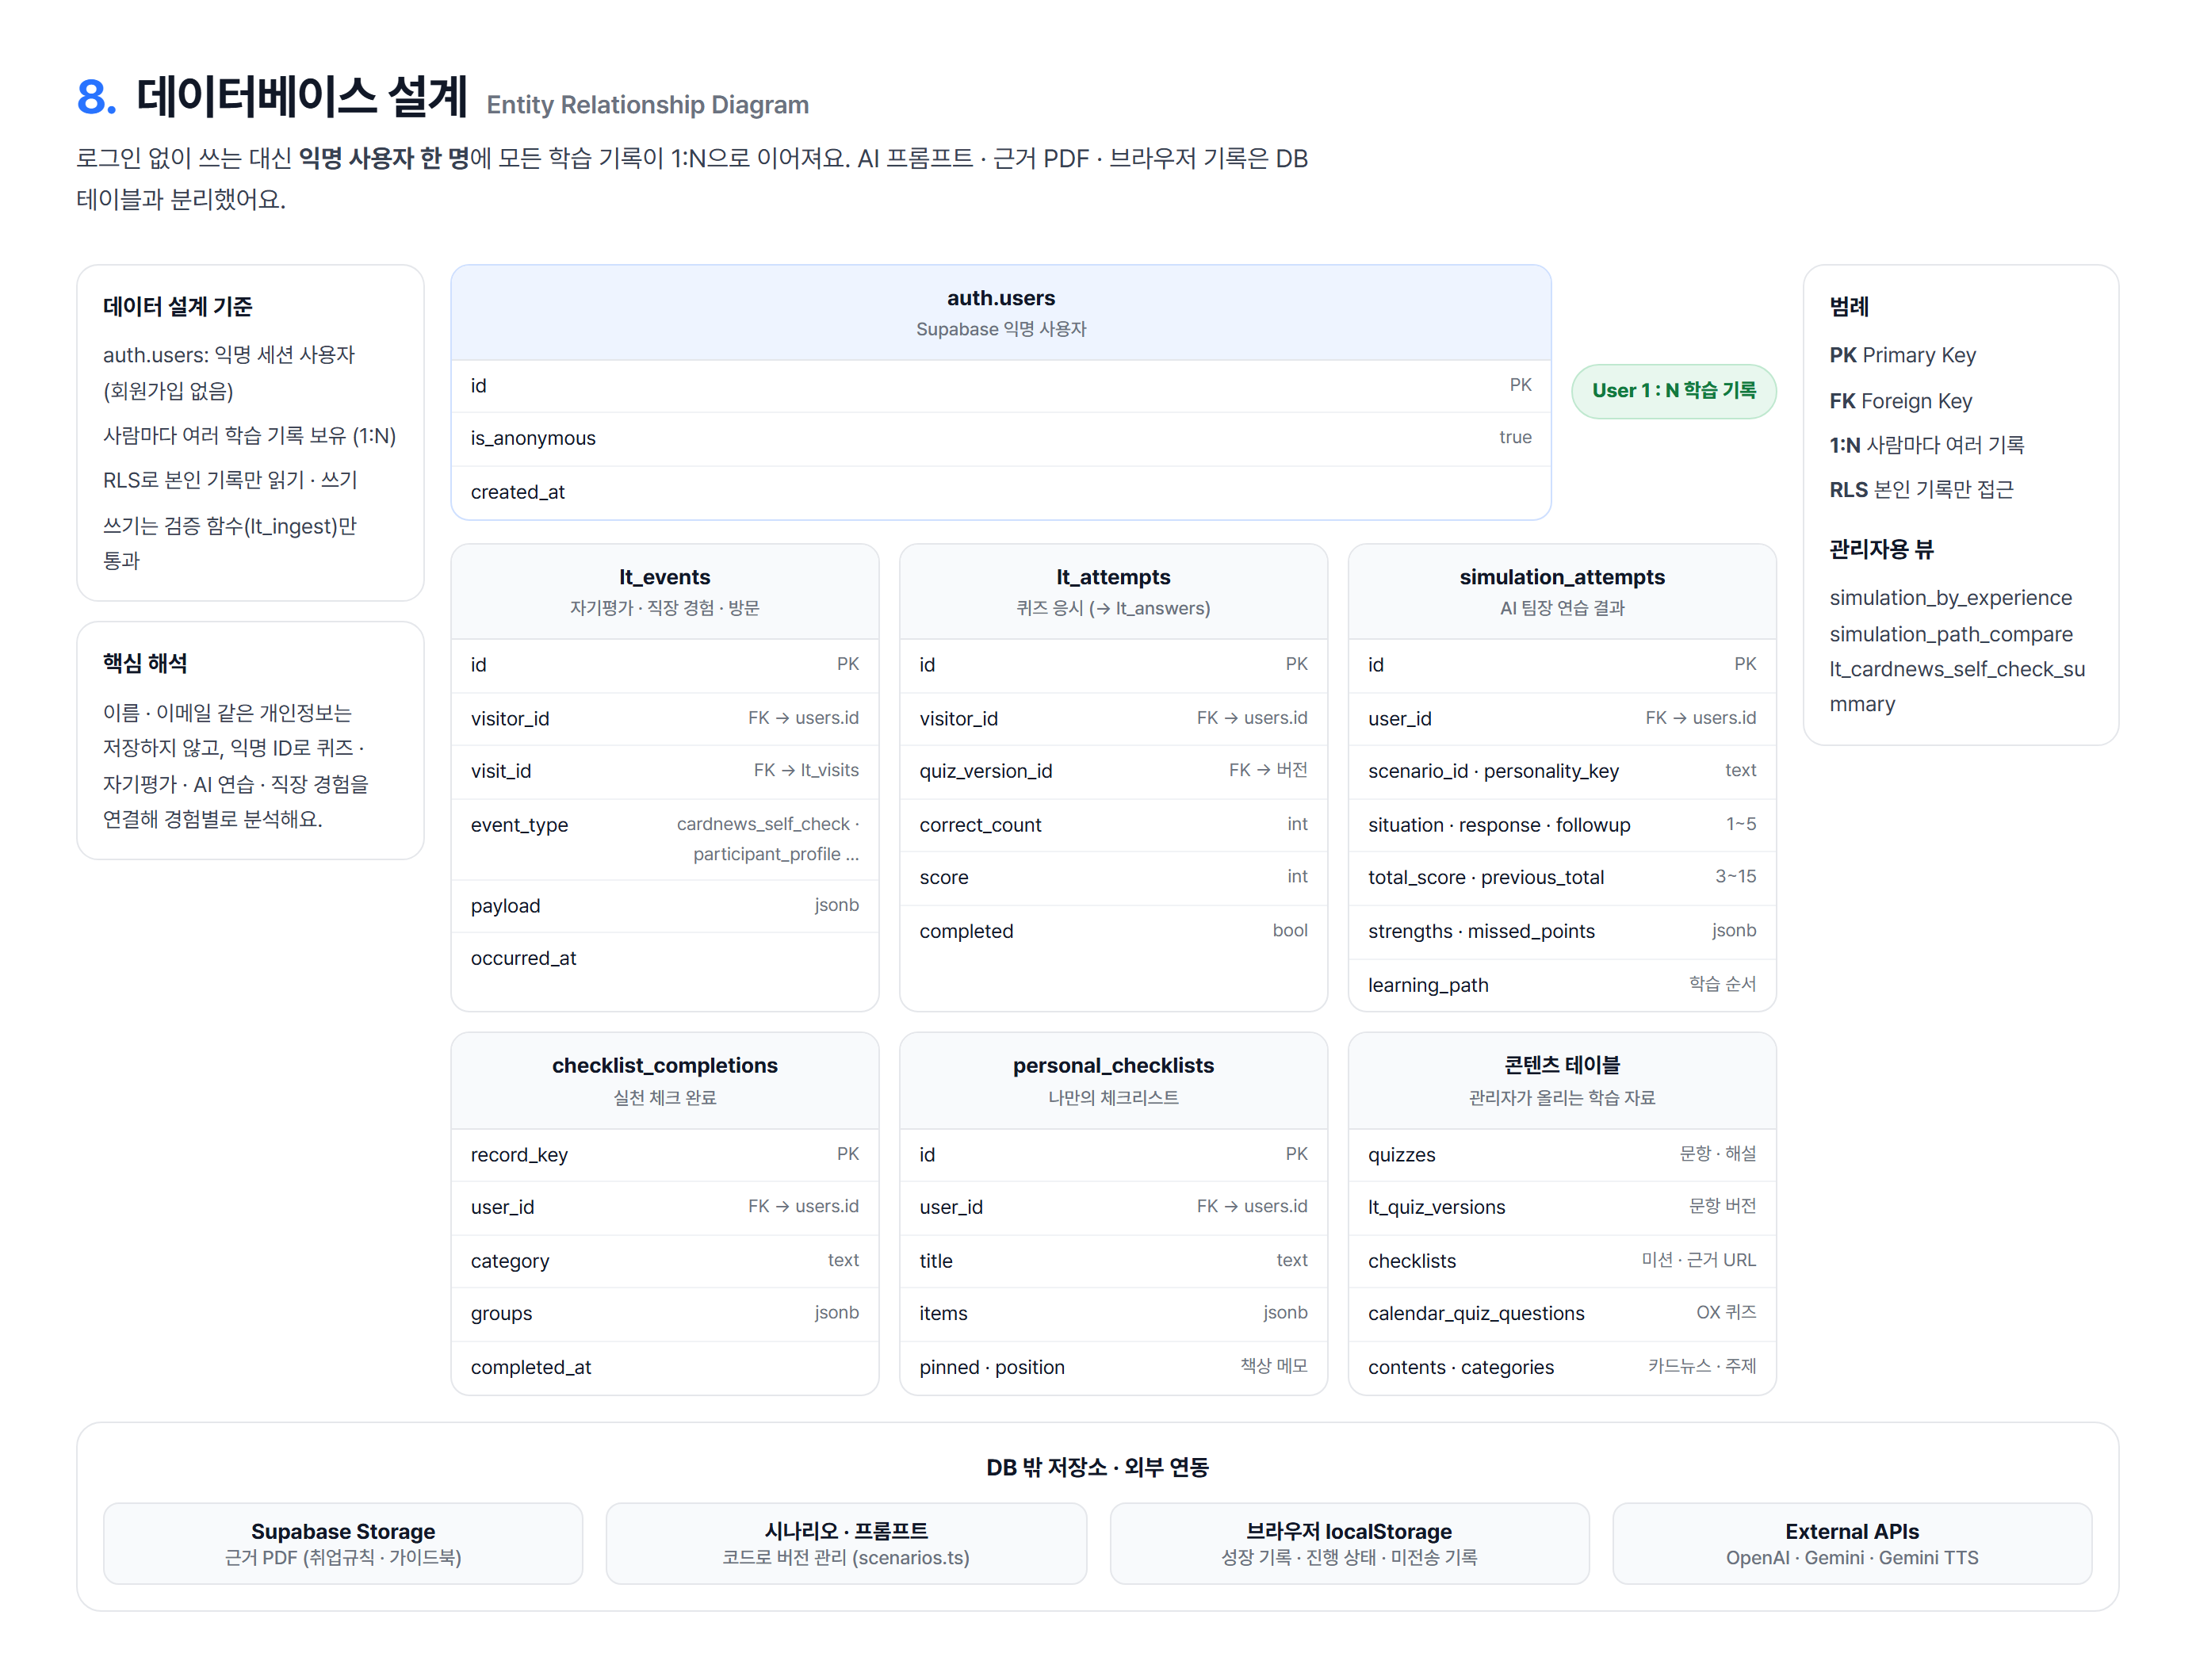 8. 데이터베이스 설계 Entity Relationship Diagram
로그인 없이 쓰는 대신 익명 사용자 한 명에 모든 학습 기록이 1:N으로 이어져요. AI 프롬프트 · 근거 PDF · 브라우저 기록은 DB
테이블과 분리했어요.
데이터 설계 기준
auth.users: 익명 세션 사용자
(회원가입 없음)
사람마다 여러 학습 기록 보유 (1:N)
RLS로 본인 기록만 읽기 · 쓰기
쓰기는 검증 함수(lt_ingest)만
통과
핵심 해석
이름 · 이메일 같은 개인정보는
저장하지 않고, 익명 ID로 퀴즈 ·
자기평가 · AI 연습 · 직장 경험을
연결해 경험별로 분석해요.
auth.users
Supabase 익명 사용자
id PK
is_anonymous true
created_at
User 1 : N 학습 기록
lt_events
자기평가 · 직장 경험 · 방문
id PK
visitor_id FK → users.id
visit_id FK → lt_visits
event_type cardnews_self_check ·
participant_profile ...
payload jsonb
occurred_at
lt_attempts
퀴즈 응시 (→ lt_answers)
id PK
visitor_id FK → users.id
quiz_version_id FK → 버전
correct_count int
score int
completed bool
simulation_attempts
AI 팀장 연습 결과
id PK
user_id FK → users.id
scenario_id · personality_key text
situation · response · followup 1~5
total_score · previous_total 3~15
strengths · missed_points jsonb
learning_path 학습 순서
checklist_completions
실천 체크 완료
record_key PK
user_id FK → users.id
category text
groups jsonb
completed_at
personal_checklists
나만의 체크리스트
id PK
user_id FK → users.id
title text
items jsonb
pinned · position 책상 메모
콘텐츠 테이블
관리자가 올리는 학습 자료
quizzes 문항 · 해설
lt_quiz_versions 문항 버전
checklists 미션 · 근거 URL
calendar_quiz_questions OX 퀴즈
contents · categories 카드뉴스 · 주제
범례
PK Primary Key
FK Foreign Key
1:N 사람마다 여러 기록
RLS 본인 기록만 접근
관리자용 뷰
simulation_by_experience
simulation_path_compare
lt_cardnews_self_check_su
mmary
DB 밖 저장소 · 외부 연동
Supabase Storage
근거 PDF (취업규칙 · 가이드북)
시나리오 · 프롬프트
코드로 버전 관리 (scenarios.ts)
브라우저 localStorage
성장 기록 · 진행 상태 · 미전송 기록
External APIs
OpenAI · Gemini · Gemini TTS